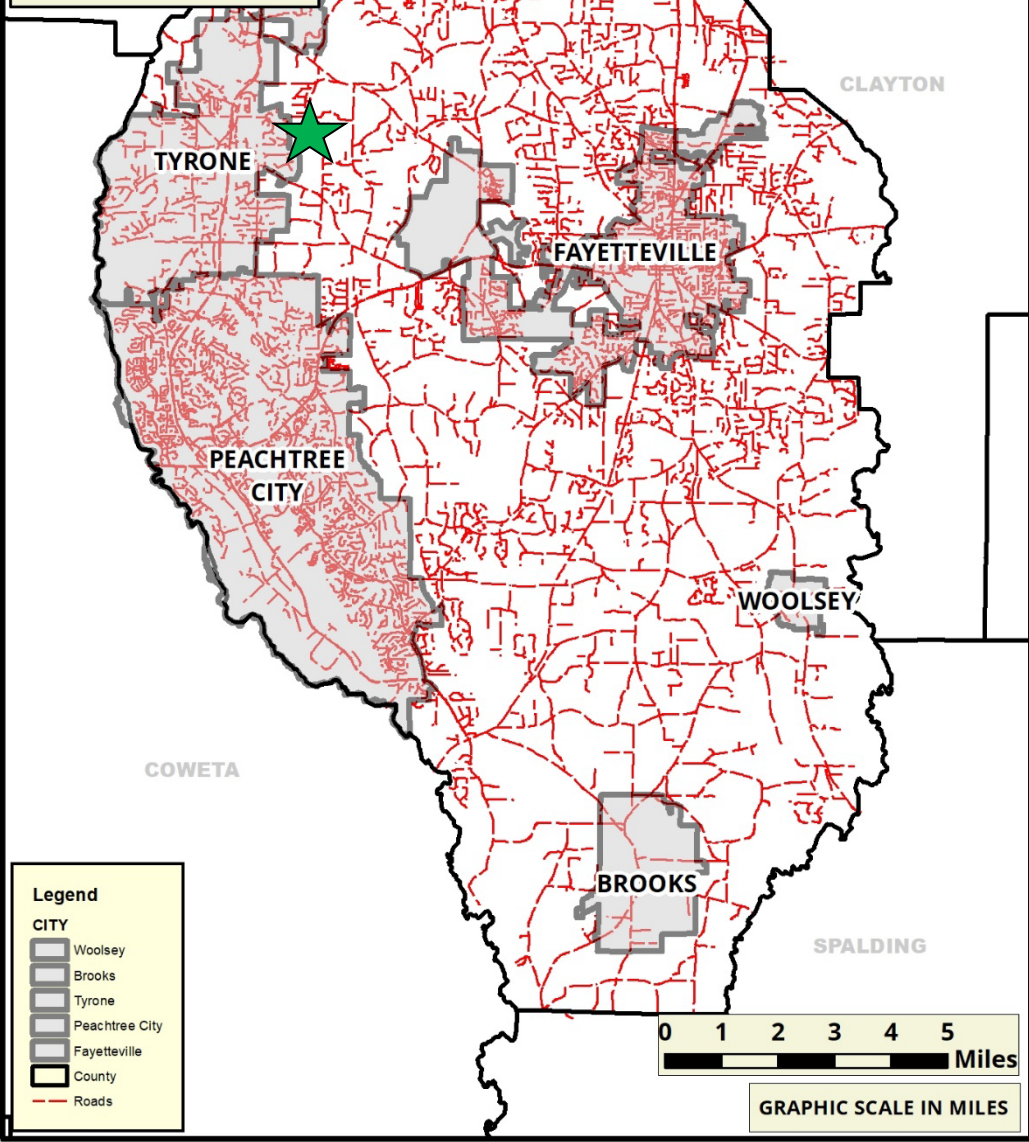 CLAYTON
TYRONE
FAYETTEVILLE
PEACHTREE
CITY
WOOLSEY
COWETA
BROOKS
SPALDING
Legend
CITY
Woolsey
Brooks
Tyrone
Peachtree City
Fayetteville
County
Roads
0 1 2 3 4 5
Miles
GRAPHIC SCALE IN MILES